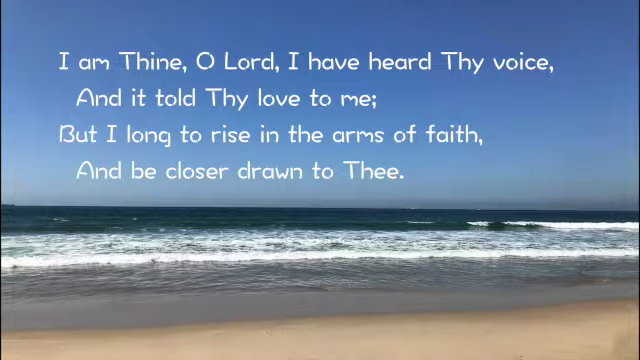 I am Thine, O Lord, I have heard Thy voice,
And it told Thy love to me;
But I long to rise in the arms of faith,
And be closer drawn to Thee.